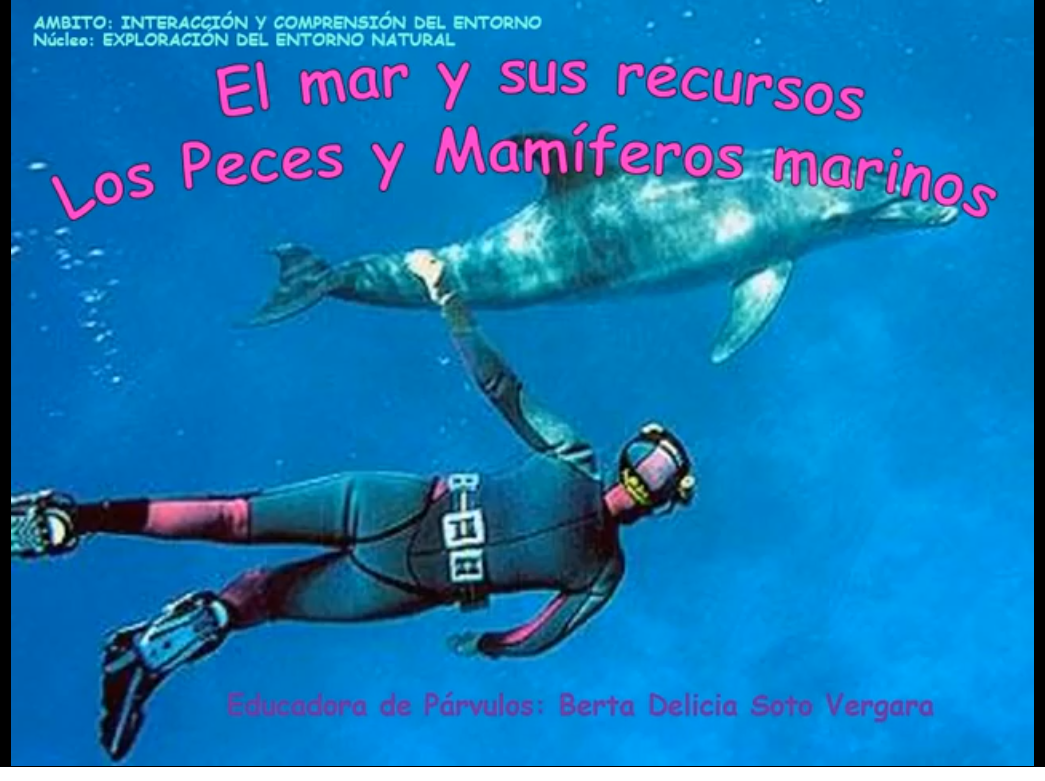 AMBITO: INTERACCIÓN Y COMPRENSIÓN DEL ENTORNO
Núcleo: EXPLORACIÓN DEL ENTORNO NATURAL
El mar y sus recursos
Los Peces y Mamíferos marinos
Educadora de Párvulos: Berta Delicia Soto Vergara